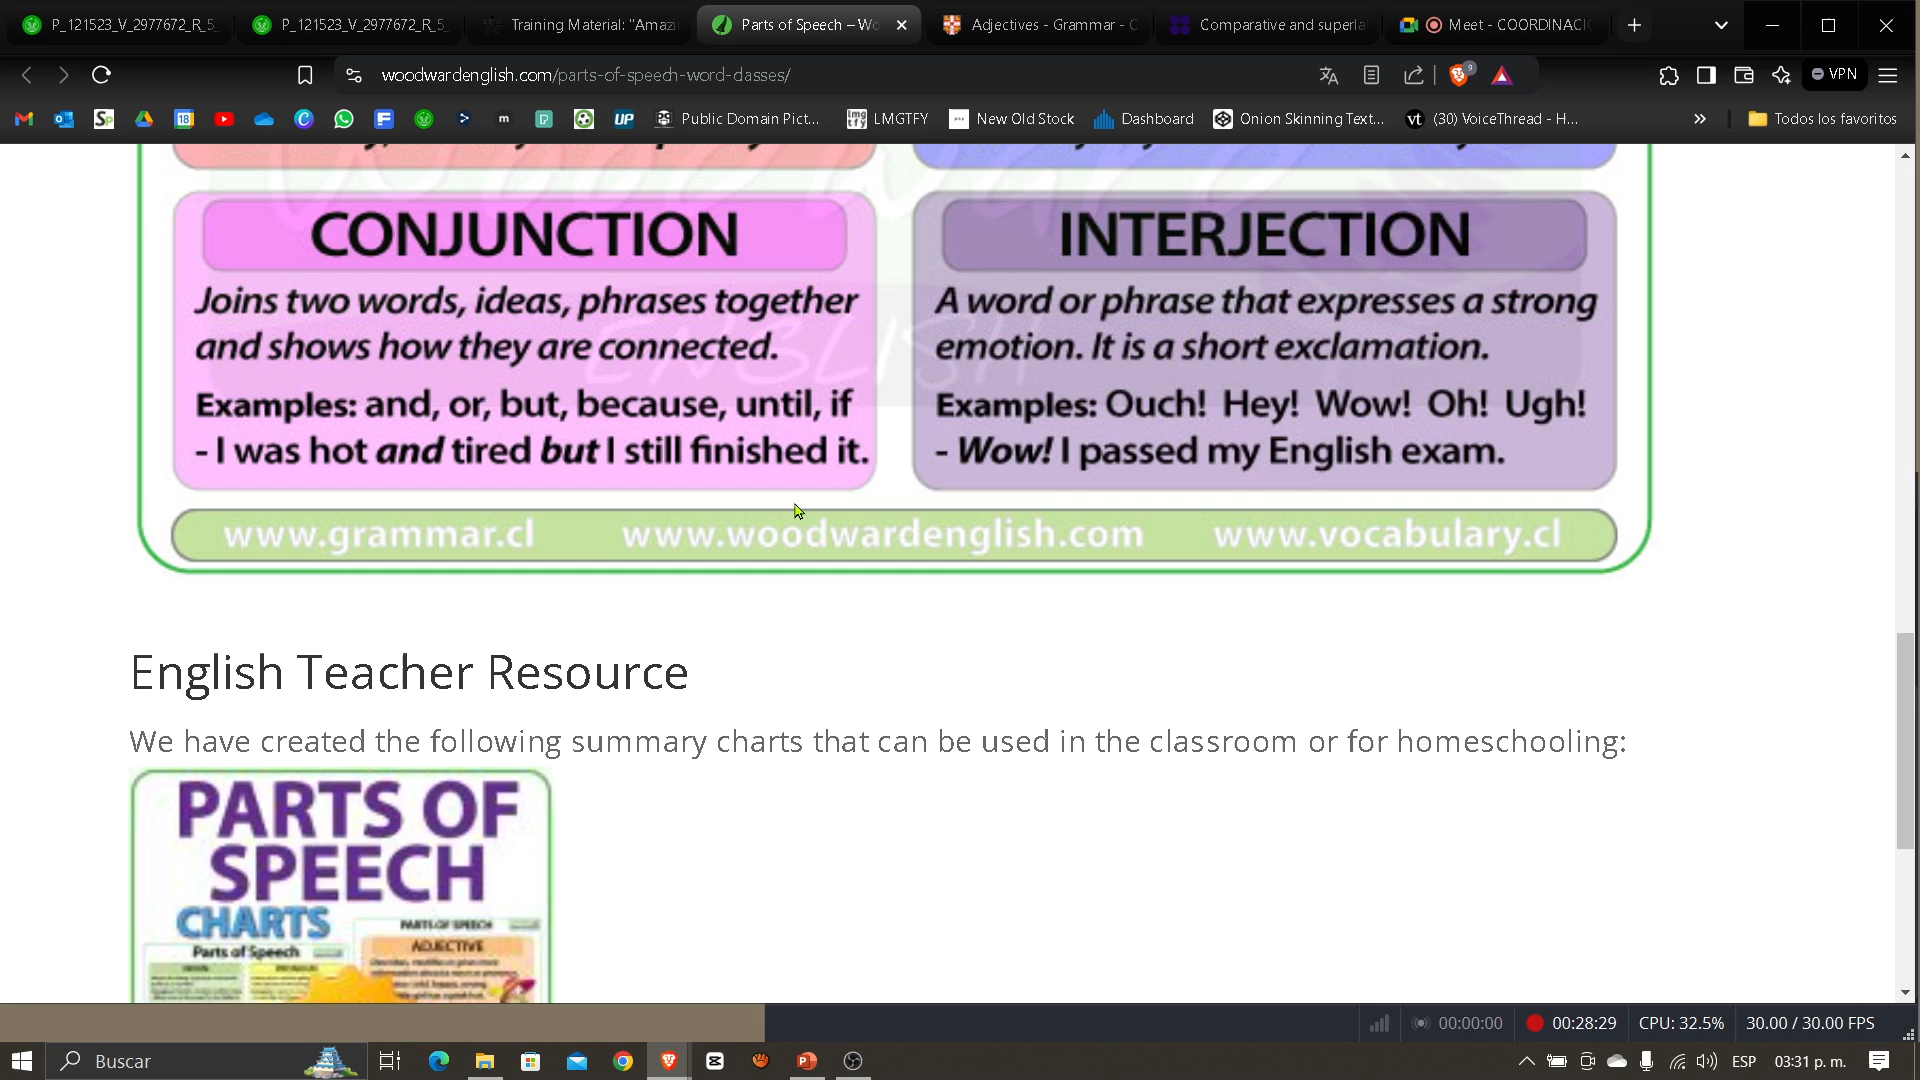 P_121523_V_2977672_R_5
P_121523_V_2977672_R_5
Training Material: "Amazi
Parts of Speech – Wo
Adjectives - Grammar - C
Comparative and superla
Meet - COORDINACIO
woodwardenglish.com/parts-of-speech-word-classes/
VPN
Public Domain Pict...
LMGTFY
New Old Stock
Dashboard
Onion Skinning Text...
(30) VoiceThread - H...
Todos los favoritos
CONJUNCTION
Joins two words, ideas, phrases together
and shows how they are connected.
Examples: and, or, but, because, until, if
- I was hot and tired but I still finished it.
INTERJECTION
A word or phrase that expresses a strong
emotion. It is a short exclamation.
Examples: Ouch! Hey! Wow! Oh! Ugh!
- Wow! I passed my English exam.
ENGLISH
www.grammar.cl www.woodwardenglish.com www.vocabulary.cl
English Teacher Resource
We have created the following summary charts that can be used in the classroom or for homeschooling:
PARTS OF
SPEECH
CHARTS
PARTS OF SPEECH
Parts of Speech
ADJECTIVE
00:00:00
00:28:29
CPU: 32.5%
30.00 / 30.00 FPS
Buscar
ESP
03:31 p. m.